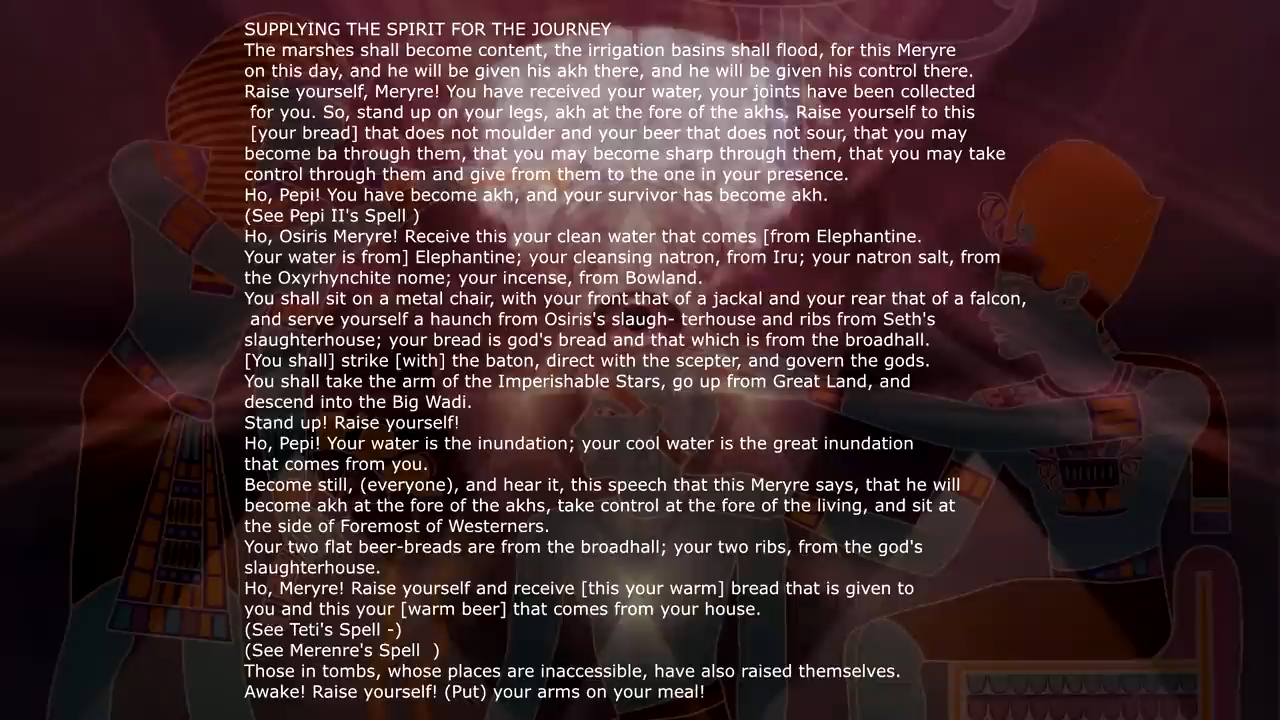 SUPPLYING THE SPIRIT FOR THE JOURNEY
The marshes shall become content, the irrigation basins shall flood, for this Meryre
on this day, and he will be given his akh there, and he will be given his control there.
Raise yourself, Meryre! You have received your water, your joints have been collected
for you. So, stand up on your legs, akh at the fore of the akhs. Raise yourself to this
[your bread] that does not moulder and your beer that does not sour, that you may
become ba through them, that you may become sharp through them, that you may take
control through them and give from them to the one in your presence.
Ho, Pepi! You have become akh, and your survivor has become akh.
(See Pepi II's Spell )
Ho, Osiris Meryre! Receive this your clean water that comes [from Elephantine.
Your water is from] Elephantine; your cleansing natron, from Iru; your natron salt, from
the Oxyrhynchite nome; your incense, from Bowland.
You shall sit on a metal chair, with your front that of a jackal and your rear that of a falcon,
and serve yourself a haunch from Osiris's slaugh- terhouse and ribs from Seth's
slaughterhouse; your bread is god's bread and that which is from the broadhall.
[You shall] strike [with] the baton, direct with the scepter, and govern the gods.
You shall take the arm of the Imperishable Stars, go up from Great Land, and
descend into the Big Wadi.
Stand up! Raise yourself!
Ho, Pepi! Your water is the inundation; your cool water is the great inundation
that comes from you.
Become still, (everyone), and hear it, this speech that this Meryre says, that he will
become akh at the fore of the akhs, take control at the fore of the living, and sit at
the side of Foremost of Westerners.
Your two flat beer-breads are from the broadhall; your two ribs, from the god's
slaughterhouse.
Ho, Meryre! Raise yourself and receive [this your warm] bread that is given to
you and this your [warm beer] that comes from your house.
(See Teti's Spell -)
(See Merenre's Spell  )
Those in tombs, whose places are inaccessible, have also raised themselves.
Awake! Raise yourself! (Put) your arms on your meal!